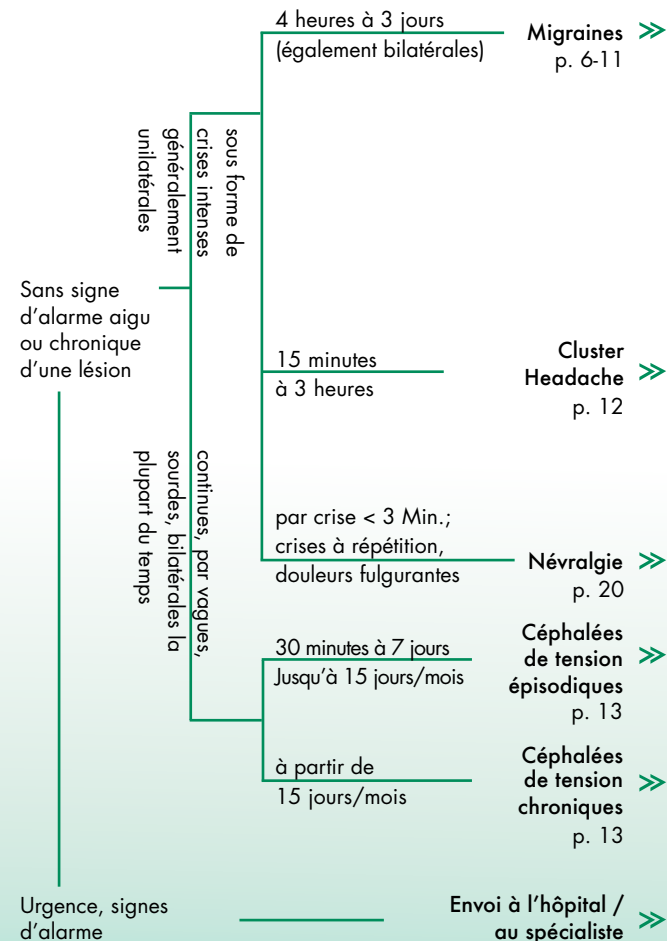 4 heures à 3 jours
(également bilatérales)
Migraines
p. 6-11
sous forme de
crises intenses
généralement
unilatérales
Sans signe
d'alarme aigu
ou chronique
d'une lésion
15 minutes
à 3 heures
Cluster
Headache
p. 12
continues, par vagues,
sourdes, bilatérales la
plupart du temps
par crise < 3 Min.;
crises à répétition,
douleurs fulgurantes
Névralgie
p. 20
30 minutes à 7 jours
Jusqu'à 15 jours/mois
Céphalées
de tension
épisodiques
p. 13
à partir de
15 jours/mois
Céphalées
de tension
chroniques
p. 13
Urgence, signes
d'alarme
Envoi à l'hôpital /
au spécialiste